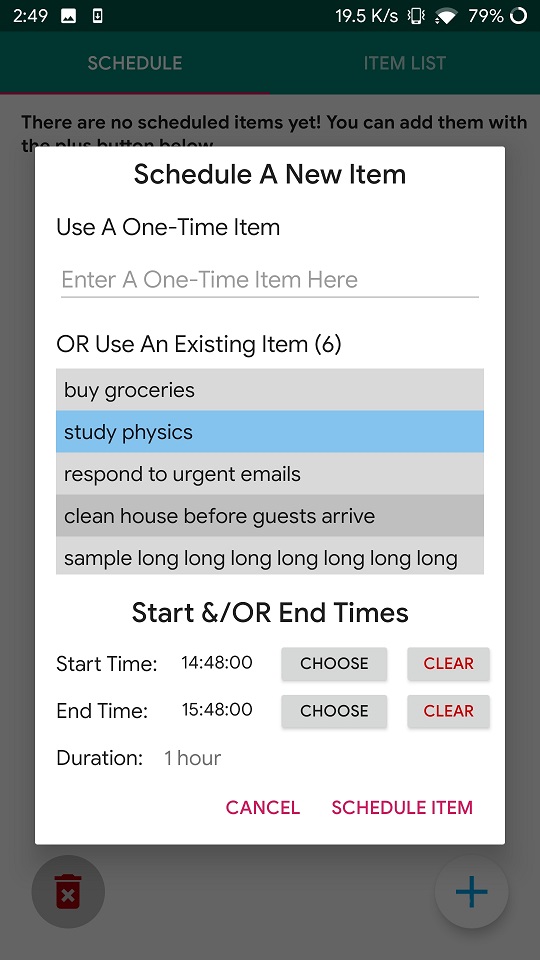 2:49 19.5 K/s 79%
SCHEDULE ITEM LIST
There are no scheduled items yet! You can add them with
the plus button below
Schedule A New Item
Use A One-Time Item
Enter A One-Time Item Here
OR Use An Existing Item (6)
buy groceries
study physics
respond to urgent emails
clean house before guests arrive
sample long long long long long long long
Start &/OR End Times
Start Time: 14:48:00 CHOOSE CLEAR
End Time: 15:48:00 CHOOSE CLEAR
Duration: 1 hour
CANCEL SCHEDULE ITEM